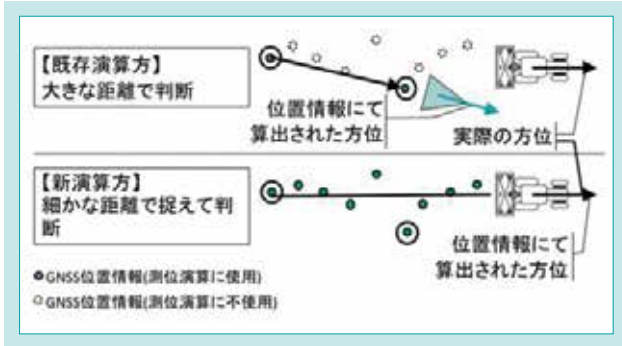 【既存演算方】
大きな距離で判断
位置情報にて
算出された方位
実際の方位
【新演算方】
細かな距離で捉えて判
断
位置情報にて
算出された方位
GNSS位置情報(測位演算に使用)
GNSS位置情報(測位演算に不使用)